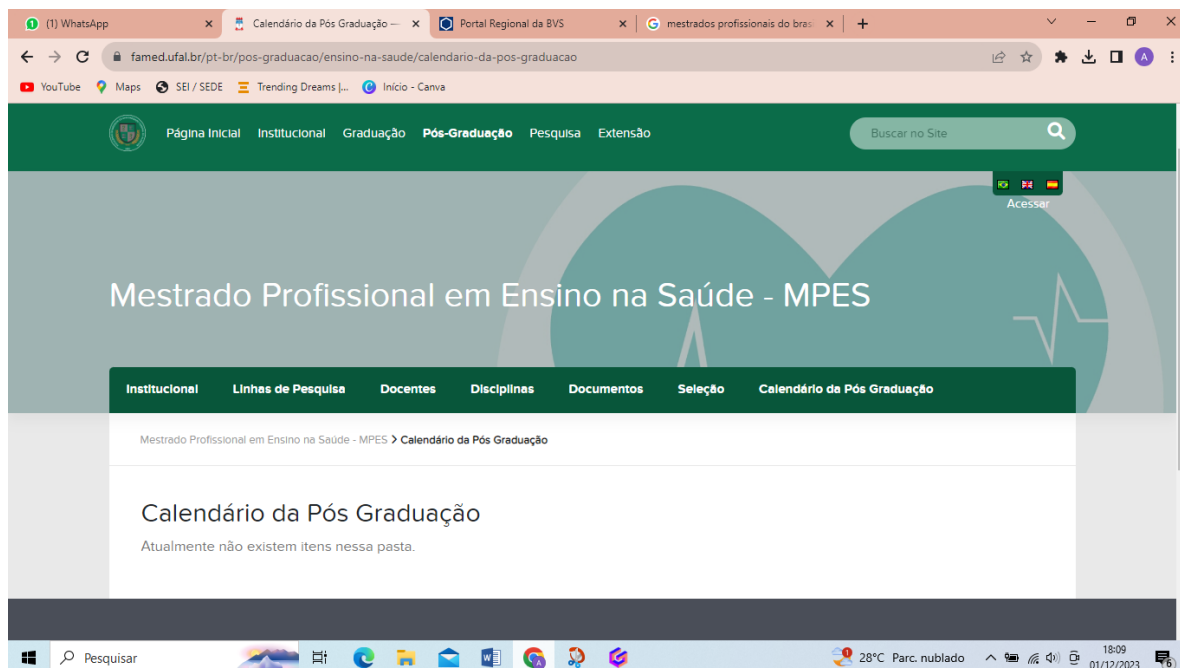 (1) WhatsApp
Calendário da Pós Graduação —
Portal Regional da BVS
mestrados profissionais do brasi
famed.ufal.br/pt-br/pos-graduacao/ensino-na-saude/calendario-da-pos-graduacao
A
YouTube Maps SEI / SEDE Trending Dreams |... Início - Canva
Página Inicial Institucional Graduação Pós-Graduação Pesquisa Extensão Buscar no Site
Acessar
Mestrado Profissional em Ensino na Saúde - MPES
Institucional Linhas de Pesquisa Docentes Disciplinas Documentos Seleção Calendário da Pós Graduação
Mestrado Profissional em Ensino na Saúde - MPES > Calendário da Pós Graduação
Calendário da Pós Graduação
Atualmente não existem itens nessa pasta.
Pesquisar 28°C Parc. nublado 18:09
01/12/2023 6